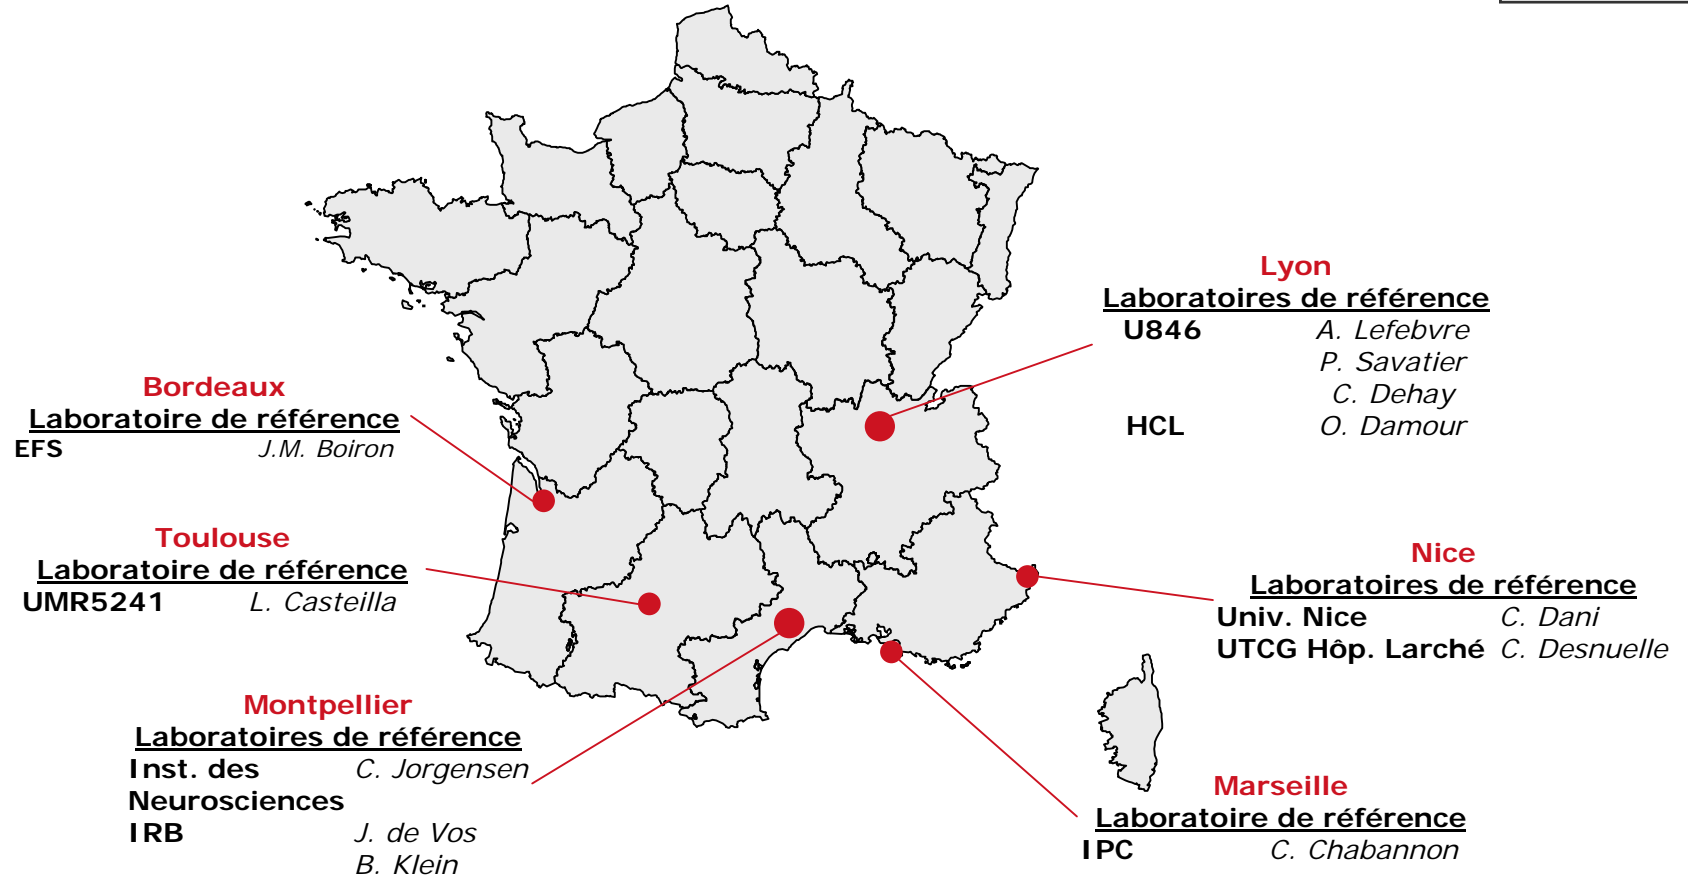 Lyon
Laboratoires de référence
U846 A. Lefebvre
P. Savatier
C. Dehay
HCL O. Damour
Bordeaux
Laboratoire de référence
EFS J.M. Boiron
Toulouse
Laboratoire de référence
UMR5241 L. Casteilla
Nice
Laboratoires de référence
Univ. Nice C. Dani
UTCG Hôp. Larché C. Desnuelle
Montpellier
Laboratoires de référence
Inst. des C. Jorgensen
Neurosciences
IRB J. de Vos
B. Klein
Marseille
Laboratoire de référence
IPC C. Chabannon